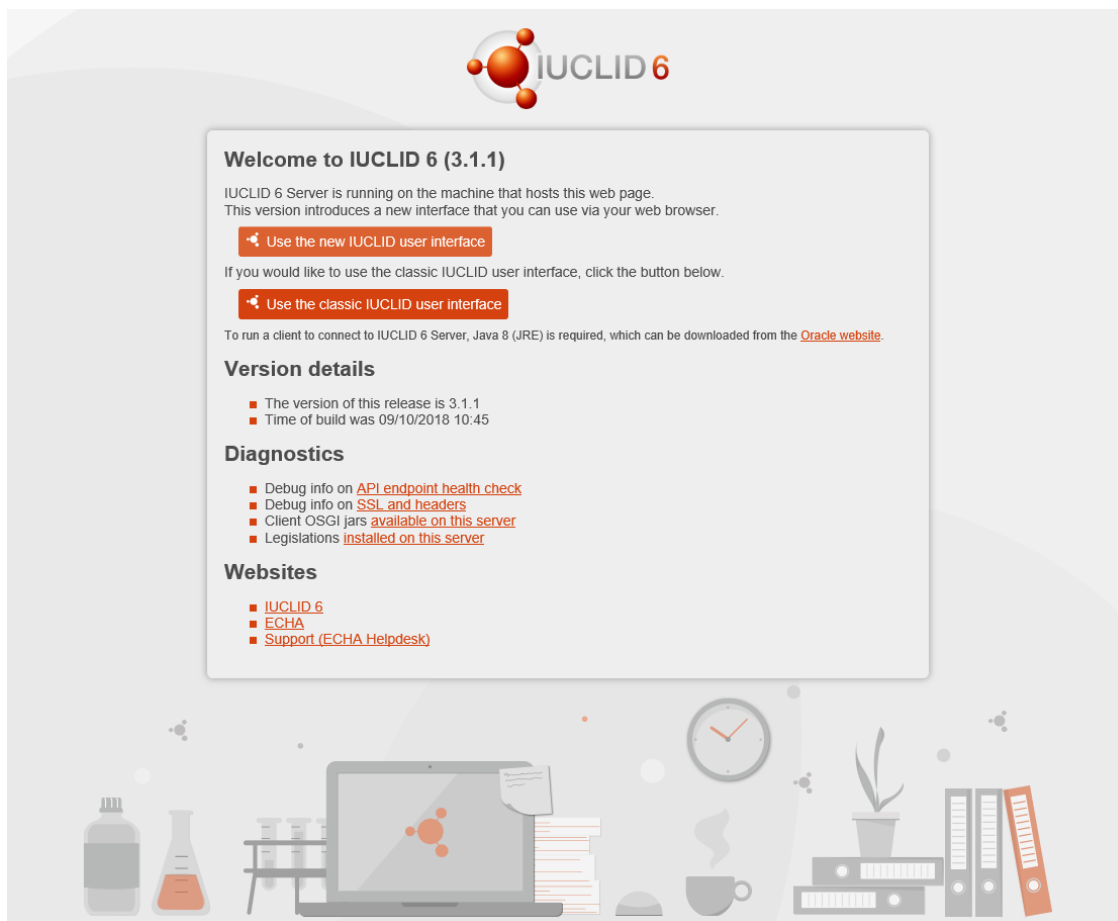 IUCLID 6
Welcome to IUCLID 6 (3.1.1)
IUCLID 6 Server is running on the machine that hosts this web page.
This version introduces a new interface that you can use via your web browser.
Use the new IUCLID user interface
If you would like to use the classic IUCLID user interface, click the button below.
Use the classic IUCLID user interface
To run a client to connect to IUCLID 6 Server, Java 8 (JRE) is required, which can be downloaded from the Oracle website.
Version details
The version of this release is 3.1.1
Time of build was 09/10/2018 10:45
Diagnostics
Debug info on API endpoint health check
Debug info on SSL and headers
Client OSGI jars available on this server
Legislations installed on this server
Websites
IUCLID 6
ECHA
Support (ECHA Helpdesk)